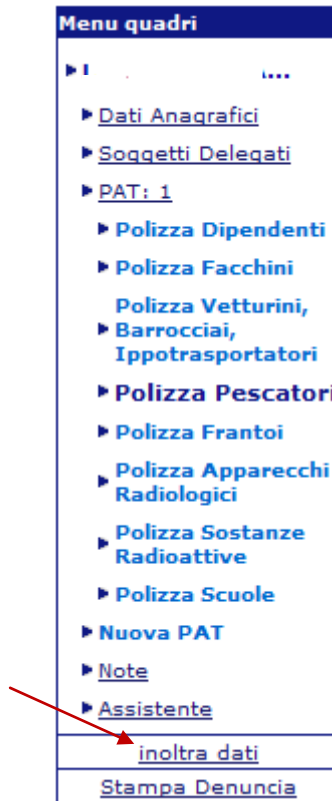 Menu quadri
Dati Anagrafici
Soggetti Delegati
PAT: 1
Polizza Dipendenti
Polizza Facchini
Polizza Vetturini,
Barrocciai,
Ippotrasportatori
Polizza Pescatori
Polizza Frantoi
Polizza Apparecchi
Radiologici
Polizza Sostanze
Radioattive
Polizza Scuole
Nuova PAT
Note
Assistente
inoltra dati
Stampa Denuncia